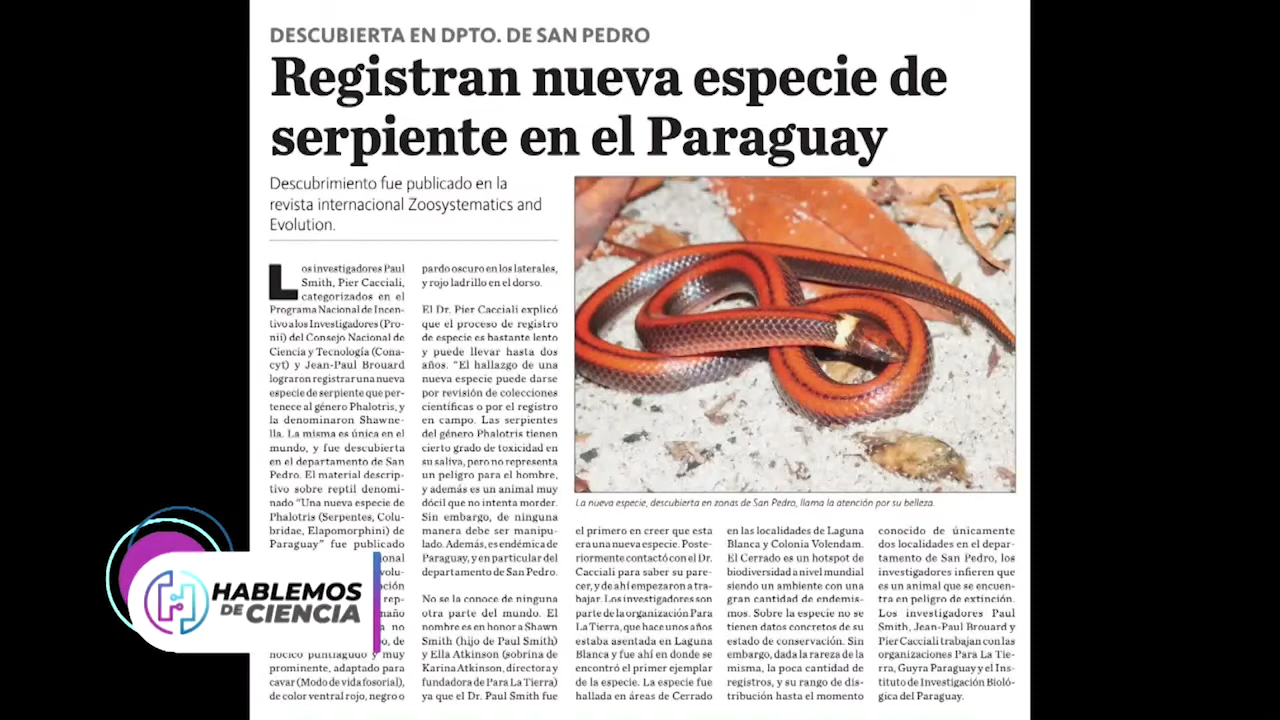 DESCUBIERTA EN DPTO. DE SAN PEDRO
Registran nueva especie de
serpiente en el Paraguay
Descubrimiento fue publicado en la
revista internacional Zoosystematics and
Evolution.
Los investigadores Paul
Smith, Pier Cacciali,
categorizados en el
Programa Nacional de Incen-
tivo a los Investigadores (Pro-
nii) del Consejo Nacional de
Ciencia y Tecnología (Cona-
cyt) y Jean-Paul Brouard
lograron registrar una nueva
especie de serpiente que per-
tenece al género Phalotris, y
la denominaron Shawne-
lla. La misma es única en el
mundo, y fue descubierta
en el departamento de San
Pedro. El material descrip-
tivo sobre reptil denomi-
nado “Una nueva especie de
Phalotris (Serpentes, Colu-
bridae, Elapomorphini) de
Paraguay” fue publicado
prominente, adaptado para
cavar (Modo de vida fosorial),
de color ventral rojo, negro o
pardo oscuro en los laterales,
y rojo ladrillo en el dorso.
El Dr. Pier Cacciali explicó
que el proceso de registro
de especie es bastante lento
y puede llevar hasta dos
años. “El hallazgo de una
nueva especie puede darse
por revisión de colecciones
científicas o por el registro
en campo. Las serpientes
del género Phalotris tienen
cierto grado de toxicidad en
su saliva, pero no representa
un peligro para el hombre,
y además es un animal muy
dócil que no intenta morder.
Sin embargo, de ninguna
manera debe ser manipu-
lado. Además, es endémica de
Paraguay, y en particular del
departamento de San Pedro.
No se la conoce de ninguna
otra parte del mundo. El
nombre es en honor a Shawn
Smith (hijo de Paul Smith)
y Ella Atkinson (sobrina de
Karina Atkinson, directora y
fundadora de Para La Tierra)
ya que el Dr. Paul Smith fue
La nueva especie, descubierta en zonas de San Pedro, llama la atención por su belleza.
el primero en creer que esta
era una nueva especie. Poste-
riormente contactó con el Dr.
Cacciali para saber su pare-
cer, y de ahí empezaron a tra-
bajar. Los investigadores son
parte de la organización Para
La Tierra, que hace unos años
estaba asentada en Laguna
Blanca y fue ahí en donde se
encontró el primer ejemplar
de la especie. La especie fue
hallada en áreas de Cerrado
en las localidades de Laguna
Blanca y Colonia Volendam.
El Cerrado es un hotspot de
biodiversidad a nivel mundial
siendo un ambiente con una
gran cantidad de endemis-
mos. Sobre la especie no se
tienen datos concretos de su
estado de conservación. Sin
embargo, dada la rareza de la
misma, la poca cantidad de
registros, y su rango de dis-
tribución hasta el momento
conocido de únicamente
dos localidades en el depar-
tamento de San Pedro, los
investigadores infieren que
es un animal que se encuen-
tra en peligro de extinción.
Los investigadores Paul
Smith, Jean-Paul Brouard y
Pier Cacciali trabajan con las
organizaciones Para La Tie-
rra, Guyra Paraguay y el Ins-
tituto de Investigación Bioló-
gica del Paraguay.
HABLEMOS
DE CIENCIA